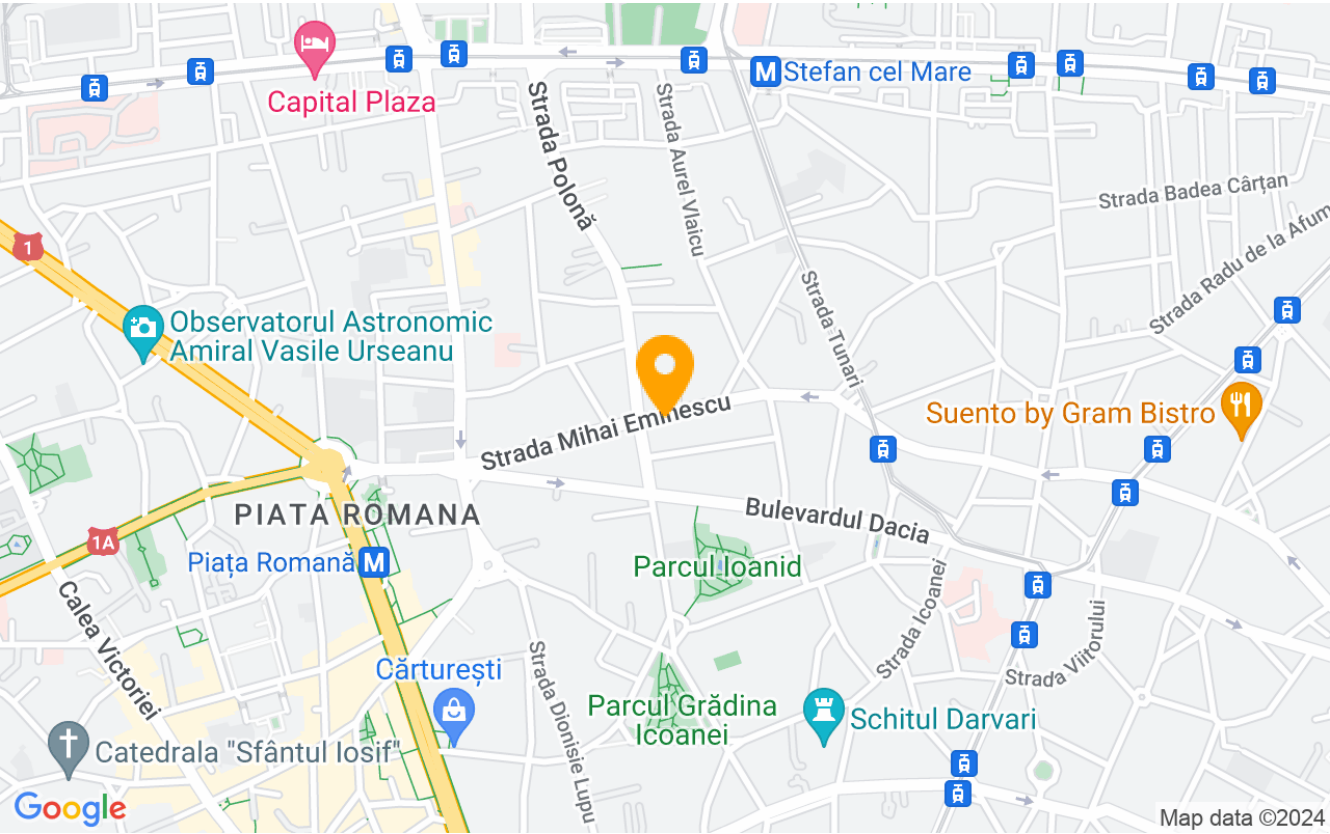 Stefan cel Mare
Capital Plaza
Strada Polonă
Strada Aurel Vlaicu
Strada Badea Cârțan
Strada Radu de la Afum
1
Observatorul Astronomic
Amiral Vasile Urseanu
Strada Tunari
Strada Mihai Eminescu
Suento by Gram Bistro
PIATA ROMANA
Bulevardul Dacia
1A
Piața Romană
M
M
Parcul Ioanid
Calea Victoriei
Strada Icoanei
Strada Viitorului
Cărturești
Strada Dionisie Lupu
Parcul Grădina
Icoanei
Schitul Darvari
Catedrala "Sfântul Iosif"
Google
Map data ©2024